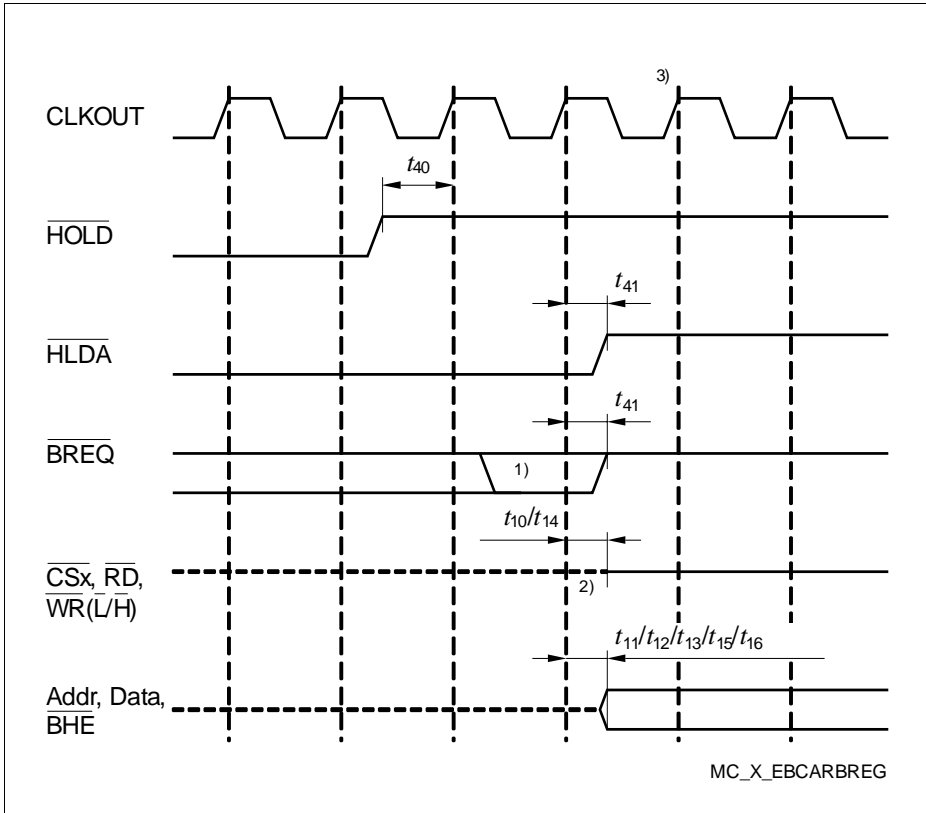 3)
CLKOUT
t40
HOLD
t41
HLDA
t41
BREQ
1)
t10/t14
CSx, RD,
WR(L/H)
2)
t11/t12/t13/t15/t16
Addr, Data,
BHE
MC_X_EBCARBREG